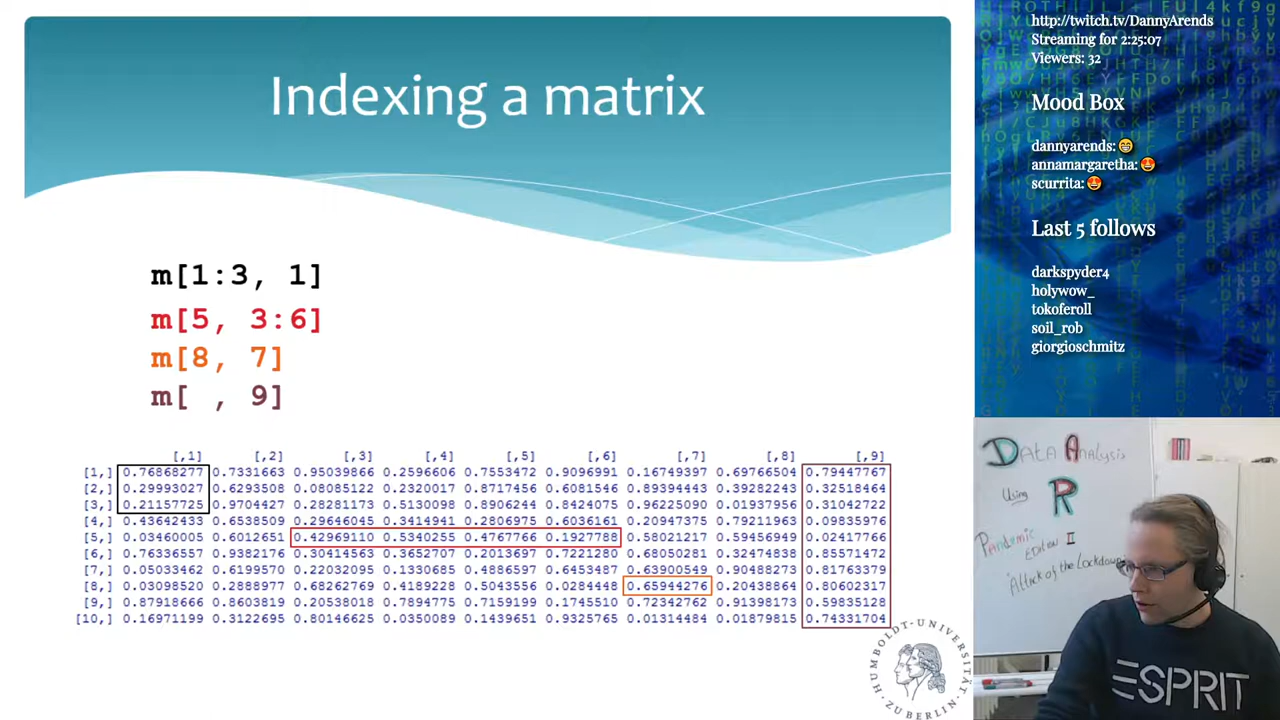 Indexing a matrix
m[1:3, 1]
m[5, 3:6]
m[8, 7]
m[ , 9]
[,1] [,2] [,3] [,4] [,5] [,6] [,7] [,8] [,9]
[1,] 0.76868277 0.7331663 0.95039866 0.2596606 0.7553472 0.9096991 0.16749397 0.69766504 0.79447767
[2,] 0.29993027 0.6293508 0.08085122 0.2320017 0.8717456 0.6081546 0.89394443 0.39282243 0.32518464
[3,] 0.21157725 0.9704427 0.28281173 0.5130098 0.8393508 0.8424075 0.96225090 0.01937956 0.31042722
[4,] 0.43642433 0.6538509 0.29646045 0.3414941 0.2806975 0.6036161 0.20947375 0.79211963 0.09835976
[5,] 0.03460005 0.6012651 0.42969110 0.5340255 0.4767766 0.1927788 0.58021217 0.59456949 0.02417766
[6,] 0.76336557 0.9382176 0.30414563 0.3652707 0.2013697 0.7221280 0.68050281 0.32474838 0.85571472
[7,] 0.05033462 0.6199570 0.22032095 0.1330685 0.4886597 0.6453487 0.63900549 0.90488273 0.81763379
[8,] 0.03098520 0.2888977 0.68262769 0.4189228 0.5043556 0.0284448 0.65944276 0.20438864 0.80602317
[9,] 0.87918666 0.8603819 0.20538018 0.7894775 0.7159199 0.1745510 0.72342762 0.91398173 0.59835128
[10,] 0.16971199 0.3122695 0.80146625 0.0350089 0.1439651 0.9325765 0.01314484 0.01879815 0.74331704
HUMBOLDT-UNIVERSITÄT
ZU BERLIN
http://twitch.tv/DannyArends
Streaming for 2:25:07
Viewers: 32
Mood Box
dannyarends: 😁
annamargaretha: 😍
scurrita: 😍
Last 5 follows
darkspyder4
holywow_
tokoferoll
soil_rob
giorgioschmitz
Data Analysis
Using R
Pandemic
Edition II
"Attack of the Lockdown
ESPRIT